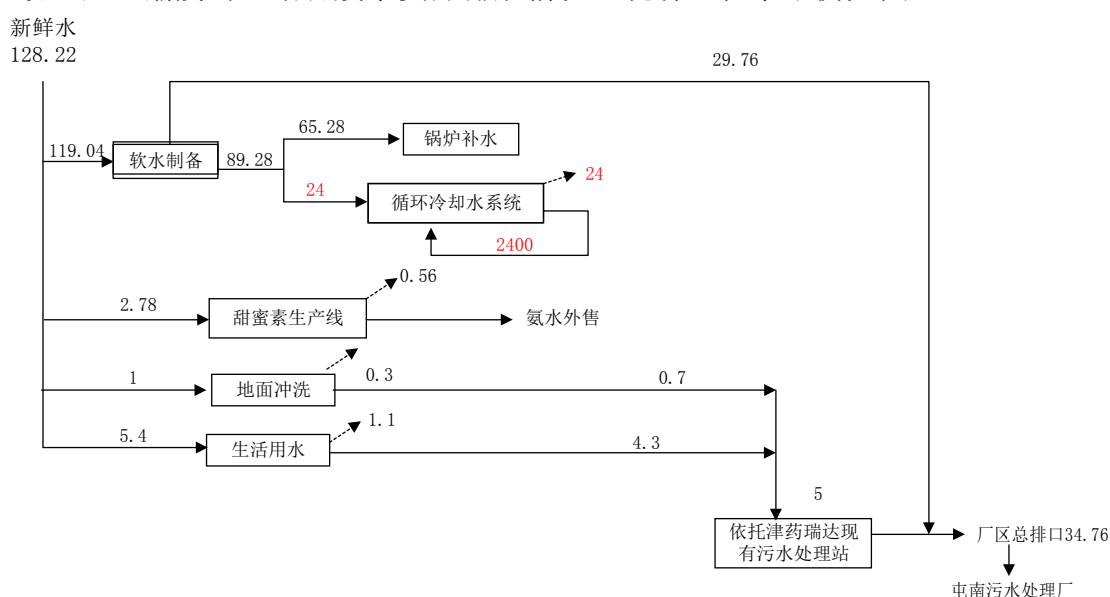 新鲜水
128.22
29.76
119.04
软水制备
89.28
65.28
锅炉补水
24
循环冷却水系统
24
2400
2.78
甜蜜素生产线
0.56
氨水外售
1
地面冲洗
0.3
0.7
5.4
生活用水
1.1
4.3
5
依托津药瑞达现
有污水处理站
厂区总排口34.76
屯南污水处理厂